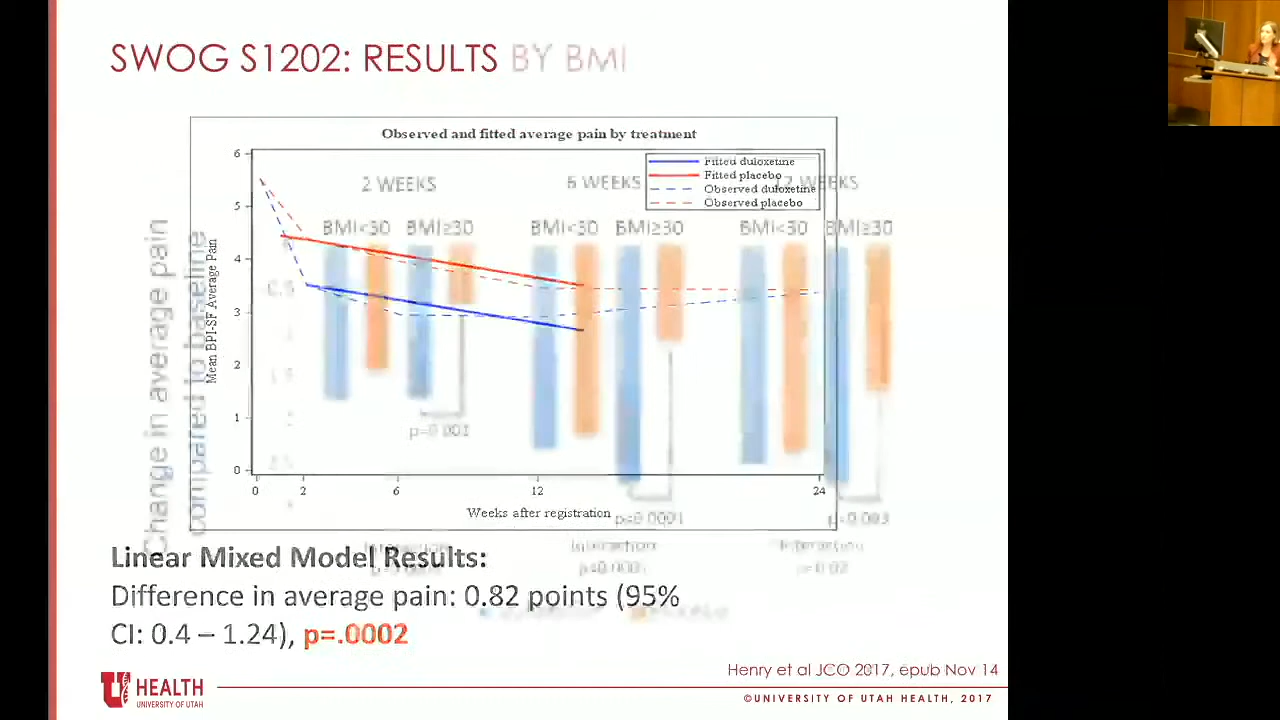 SWOG S1202: RESULTS BY BMI
Observed and fitted average pain by treatment
Fitted duloxetine
Fitted placebo
Observed duloxetine
Observed placebo
2 WEEKS
6 WEEKS
WEEKS
BMI<30 BMI≥30
BMI<30 BMI≥30
BMI<30 BMI≥30
Change in average pain
compared to baseline
Mean BPI-SF Average Pain
6
5
4
3
2
1
0
p=0.001
p=0.0001
p=0.003
0 2 6 12 24
Weeks after registration
Interaction
Interaction
Linear Mixed Model Results:
Difference in average pain: 0.82 points (95%
CI: 0.4 – 1.24), p=.0002
Henry et al JCO 2017, epub Nov 14
U HEALTH
UNIVERSITY OF UTAH
©UNIVERSITY OF UTAH HEALTH, 2017